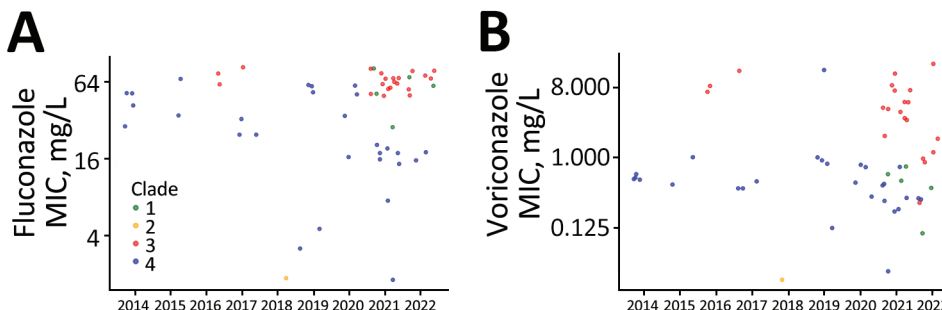 A
Fluconazole
MIC, mg/L
64
16
4
Clade
1
2
3
4
2014 2015 2016 2017 2018 2019 2020 2021 2022
B
Voriconazole
MIC, mg/L
8.000
1.000
0.125
2014 2015 2016 2017 2018 2019 2020 2021